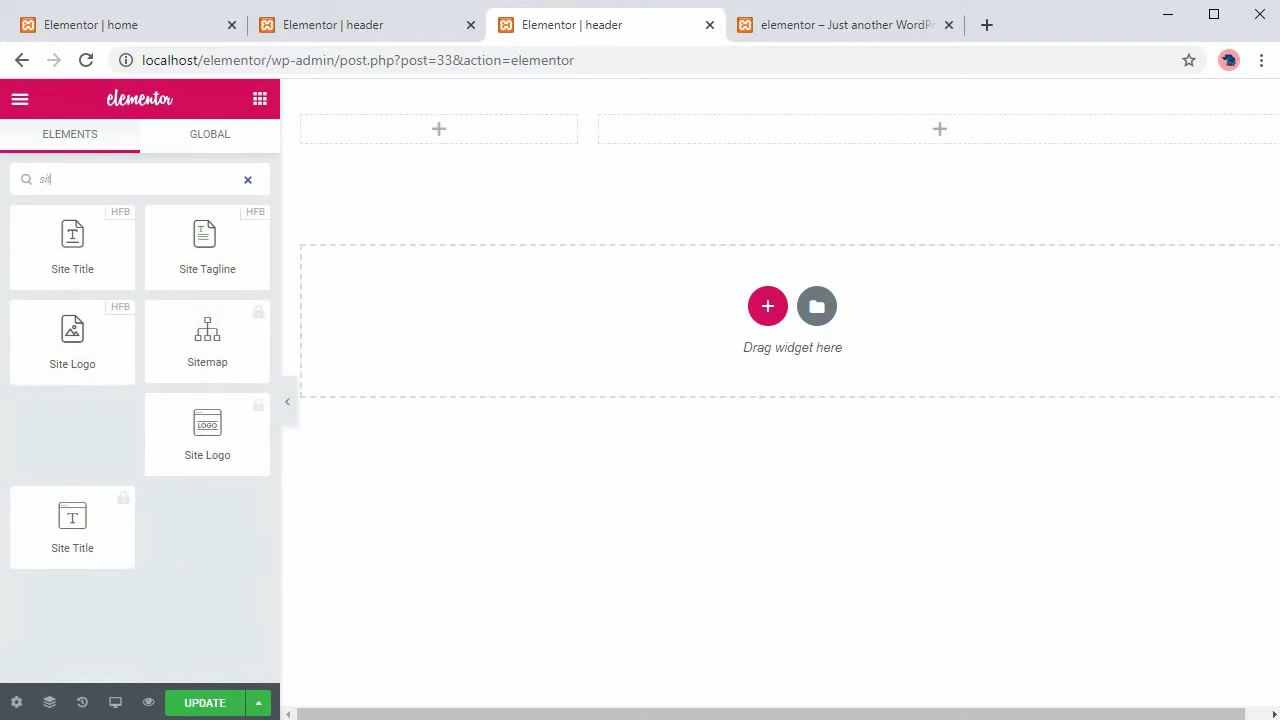 Elementor | home
Elementor | header
Elementor | header
elementor – Just another WordPr
localhost/elementor/wp-admin/post.php?post=33&action=elementor
elementor
ELEMENTS
GLOBAL
sit
HFB
Site Title
HFB
Site Tagline
HFB
Site Logo
Sitemap
LOGO
Site Logo
Site Title
Drag widget here
UPDATE